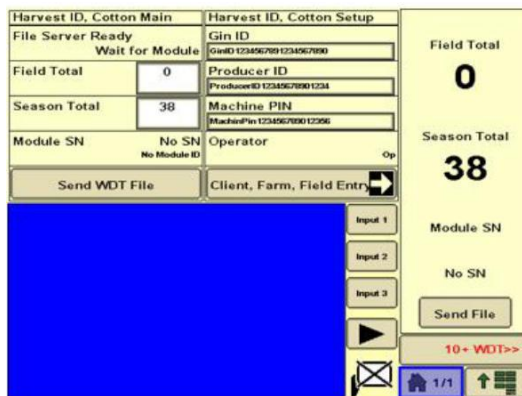 Harvest ID, Cotton Main
File Server Ready
Wait for Module
Field Total
0
Season Total
38
Module SN
No SN
No Module ID
Send WDT File
Harvest ID, Cotton Setup
Gin ID
GinID1234567891234567890
Producer ID
ProducerID12345678901234
Machine PIN
MachinPin123456789012356
Operator
Op
Client, Farm, Field Entry
Input 1
Input 2
Input 3
Field Total
0
Season Total
38
Module SN
No SN
Send File
10+ WDT>>
1/1